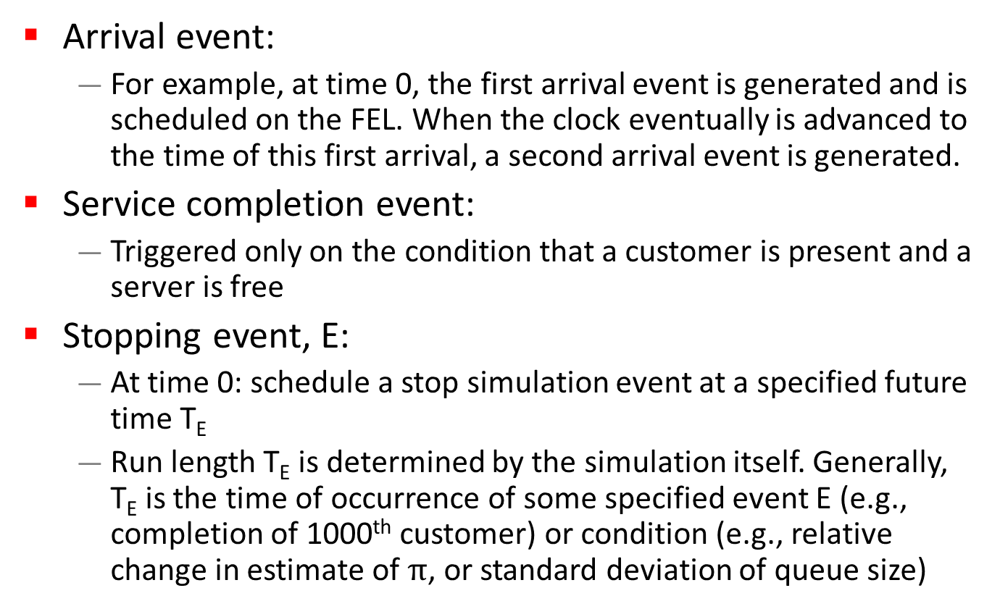 ▪ Arrival event:
— For example, at time 0, the first arrival event is generated and is
scheduled on the FEL. When the clock eventually is advanced to
the time of this first arrival, a second arrival event is generated.
▪ Service completion event:
— Triggered only on the condition that a customer is present and a
server is free
▪ Stopping event, E:
— At time 0: schedule a stop simulation event at a specified future
time T_E
— Run length T_E is determined by the simulation itself. Generally,
T_E is the time of occurrence of some specified event E (e.g.,
completion of 1000th customer) or condition (e.g., relative
change in estimate of π, or standard deviation of queue size)